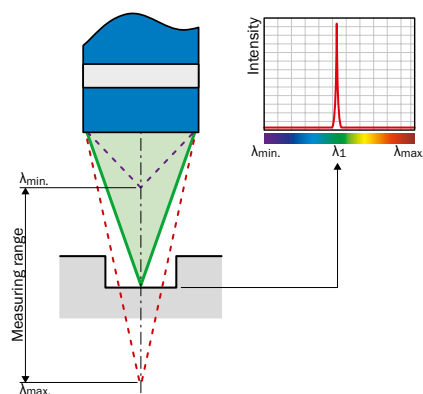 Intensity
λmin.
λ1
λmax
λmin.
Measuring range
λmax.